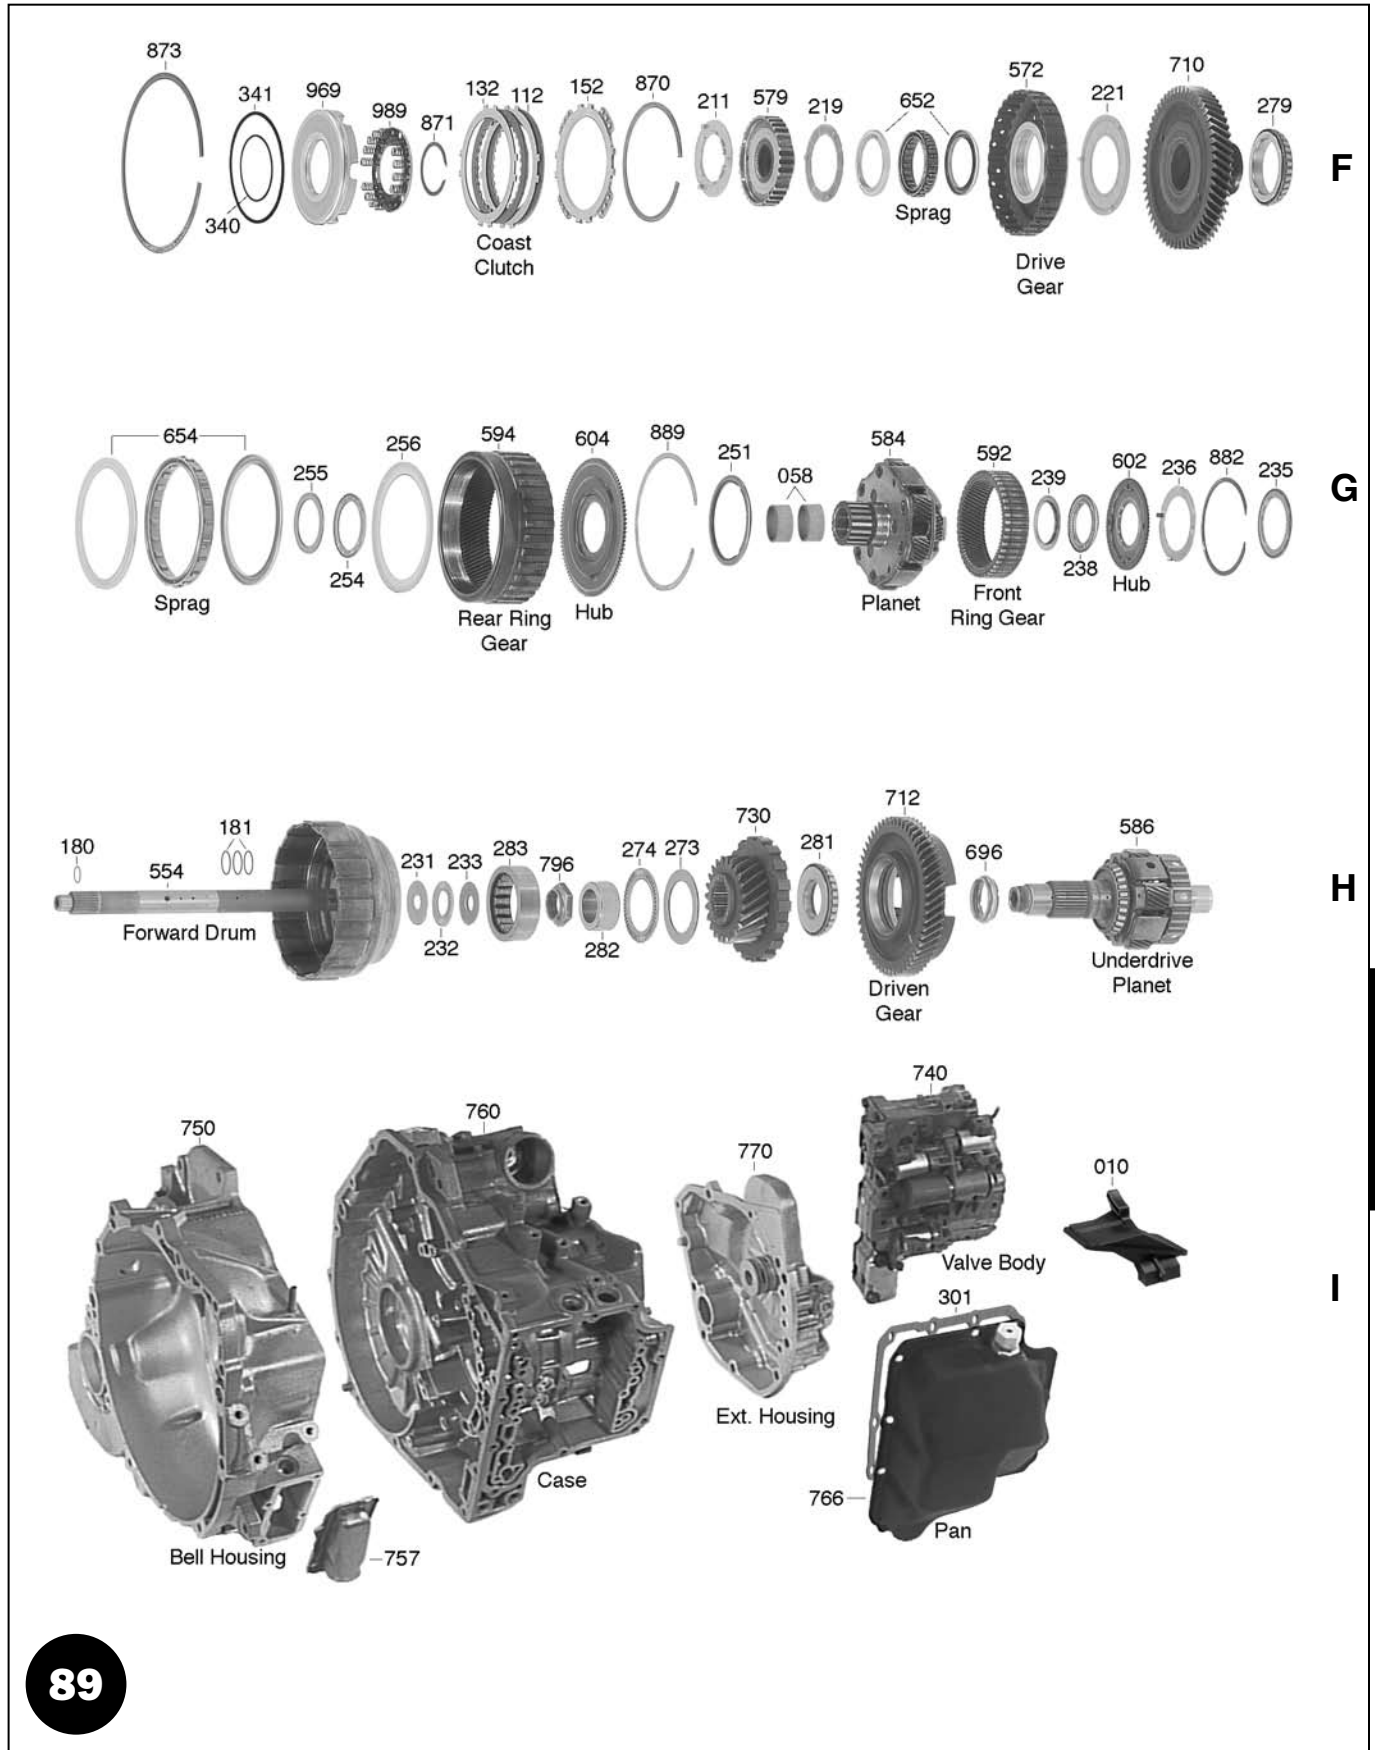 873
341
969
989
871
132
112
152
870
211
579
219
652
572
221
710
279
340
Coast
Clutch
Sprag
Drive
Gear
F
654
255
254
256
594
604
889
251
058
584
592
239
238
602
236
882
235
Sprag
Rear Ring
Gear
Hub
Planet
Front
Ring Gear
Hub
G
180
554
181
231
232
233
283
796
282
274
273
730
281
712
696
586
Forward Drum
Driven
Gear
Underdrive
Planet
H
750
760
770
740
010
Valve Body
301
I
Ext. Housing
Case
766
Pan
Bell Housing
757
89